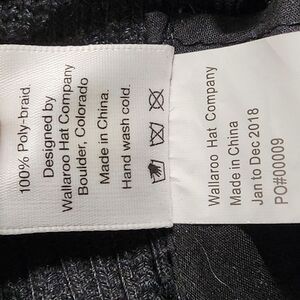 100% Poly-braid.
Designed by
Wallaroo Hat Company
Boulder, Colorado
Made in China.
Hand wash cold.
Wallaroo Hat Company
Made in China
Jan to Dec 2018
PO#00009